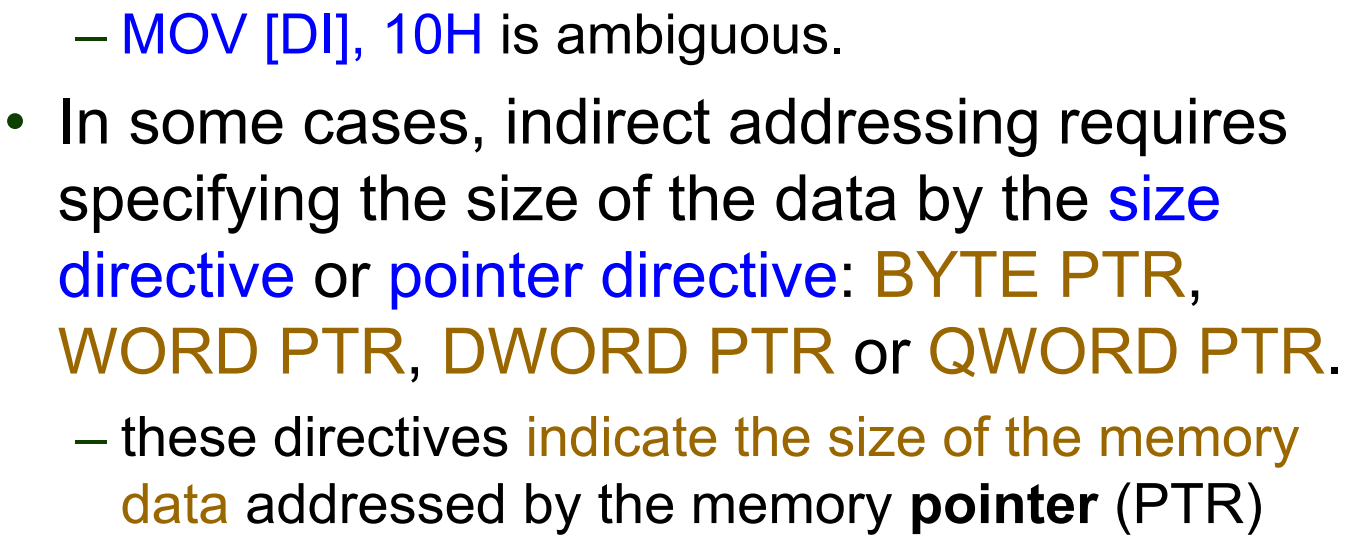 – MOV [DI], 10H is ambiguous.
• In some cases, indirect addressing requires
specifying the size of the data by the size
directive or pointer directive: BYTE PTR,
WORD PTR, DWORD PTR or QWORD PTR.
– these directives indicate the size of the memory
data addressed by the memory pointer (PTR)